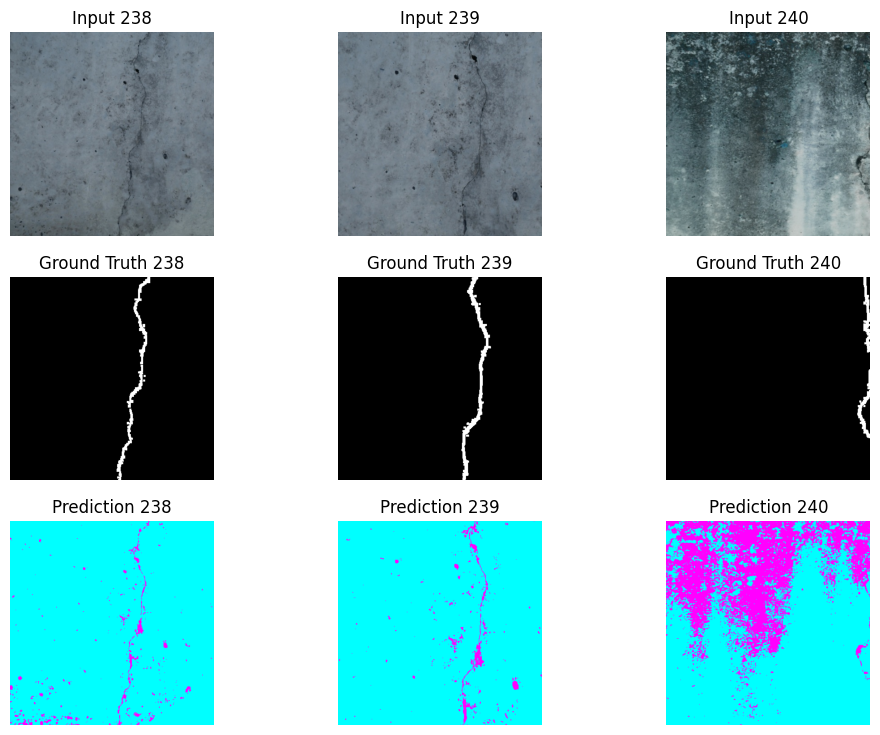 Input 238
Input 239
Input 240
Ground Truth 238
Ground Truth 239
Ground Truth 240
Prediction 238
Prediction 239
Prediction 240